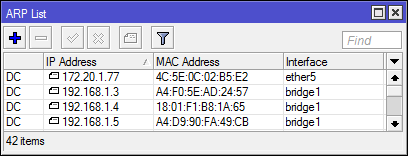 ARP List
Find
IP Address MAC Address Interface
DC 172.20.1.77 4C:5E:0C:02:B5:E2 ether5
DC 192.168.1.3 A4:F0:5E:AD:24:57 bridge1
DC 192.168.1.4 18:01:F1:B8:1A:65 bridge1
DC 192.168.1.5 A4:D9:90:FA:49:CB bridge1
42 items